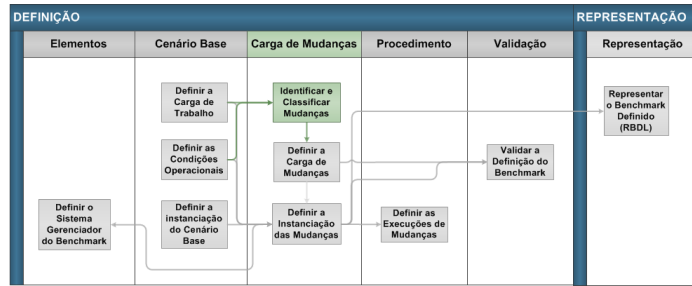 DEFINIÇÃO
REPRESENTAÇÃO
Elementos
Cenário Base
Carga de Mudanças
Procedimento
Validação
Representação
Definir a
Carga de
Trabalho
Identificar e
Classificar
Mudanças
Representar
o Benchmark
Definido
(RBDL)
Definir as
Condições
Operacionais
Definir a
Carga de
Mudanças
Validar a
Definição do
Benchmark
Definir o
Sistema
Gerenciador
do Benchmark
Definir a
instanciação
do Cenário
Base
Definir a
Instanciação
das Mudanças
Definir as
Execuções de
Mudanças